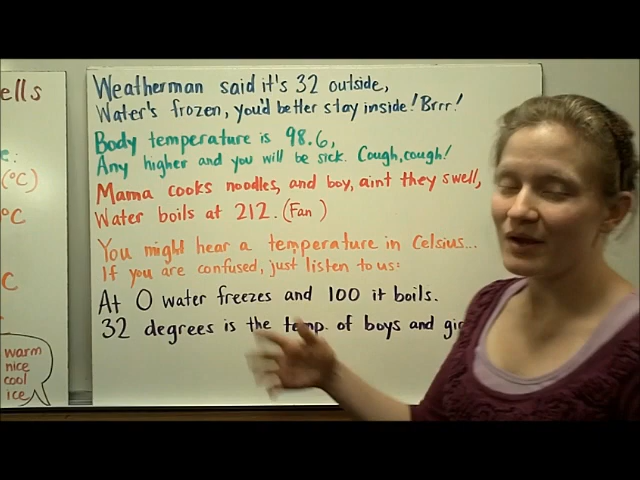 ells
e:
(°C)
°C
C
warm
nice
cool
ice
Weatherman said it's 32 outside,
Water's frozen, you'd better stay inside! Brrr!
Body temperature is 98.6,
Any higher and you will be sick. Cough, cough!
Mama cooks noodles, and boy, aint they swell,
Water boils at 212. (Fan )
You might hear a temperature in Celsius...
If you are confused, just listen to us:
At 0 water freezes and 100 it boils.
32 degrees is the temp. of boys and gi